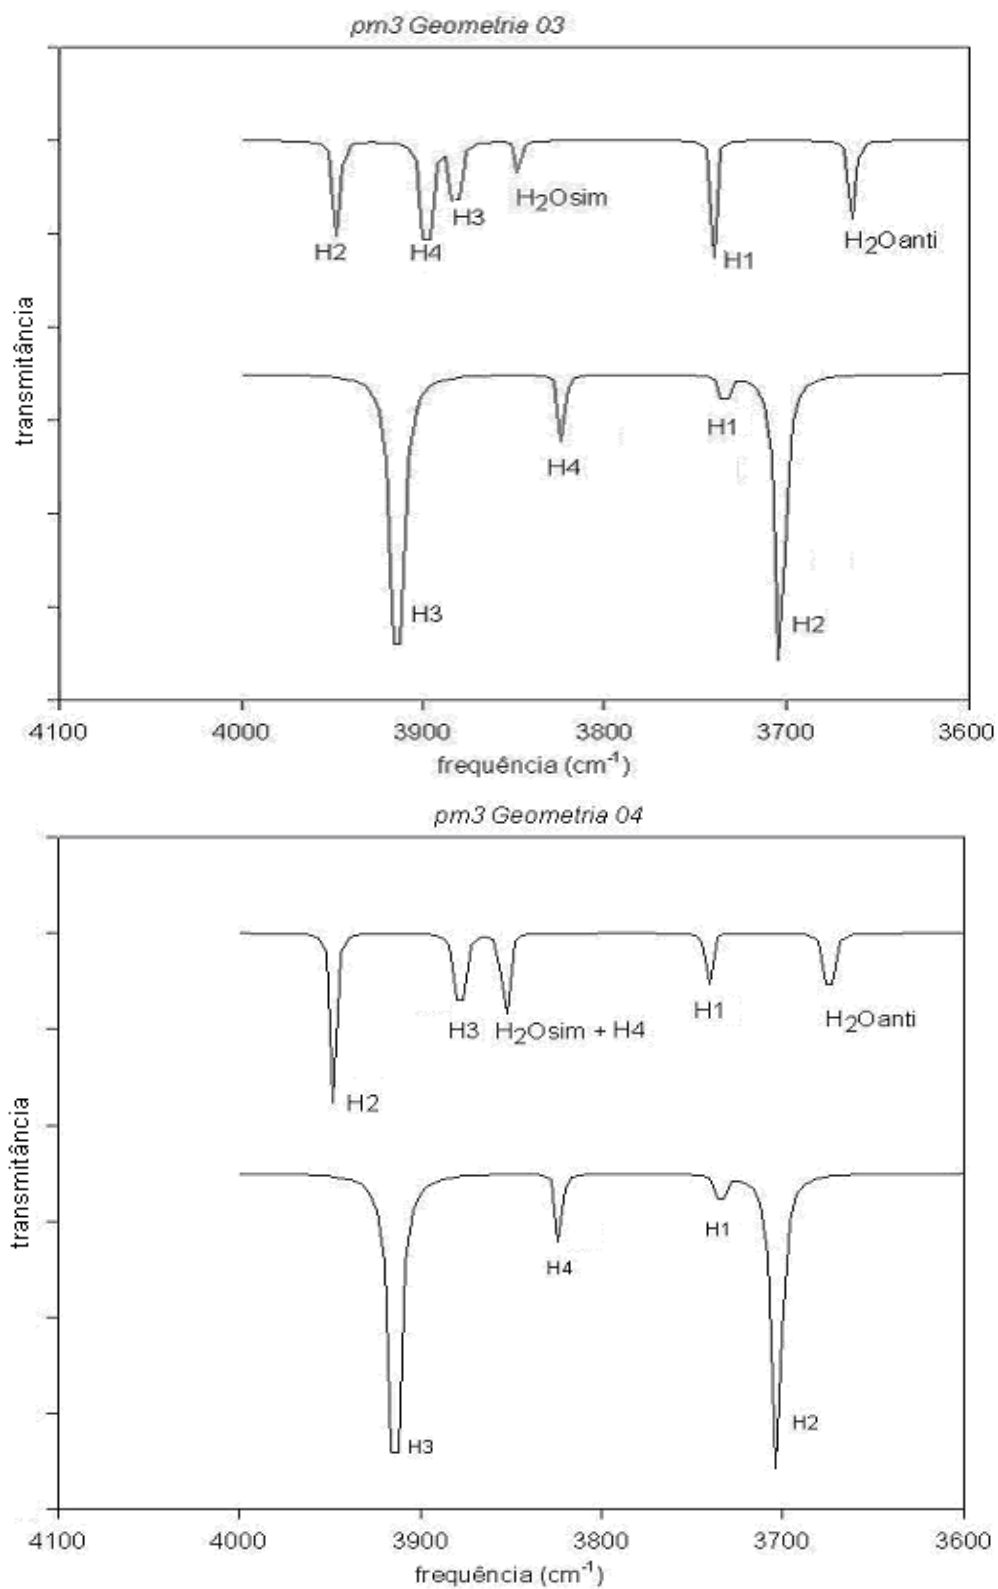 pm3 Geometria 03
transmitância
H2
H4
H3
H₂Osim
H1
H₂Oanti
H3
H4
H1
H2
4100
4000
3900
3800
3700
3600
frequência (cm⁻¹)
pm3 Geometria 04
transmitância
H2
H3
H₂Osim + H4
H1
H₂Oanti
H3
H4
H1
H2
4100
4000
3900
3800
3700
3600
frequência (cm⁻¹)